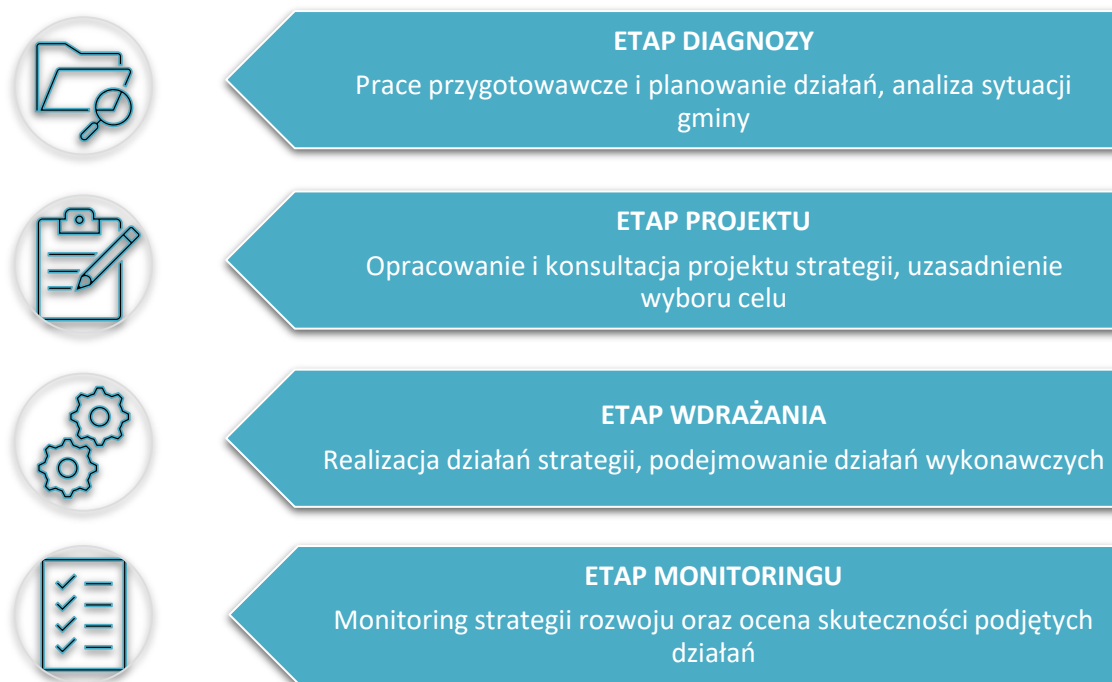 ETAP DIAGNOZY
Prace przygotowawcze i planowanie działań, analiza sytuacji
gminy
ETAP PROJEKTU
Opracowanie i konsultacja projektu strategii, uzasadnienie
wyboru celu
ETAP WDRAŻANIA
Realizacja działań strategii, podejmowanie działań wykonawczych
ETAP MONITORINGU
Monitoring strategii rozwoju oraz ocena skuteczności podjętych
działań